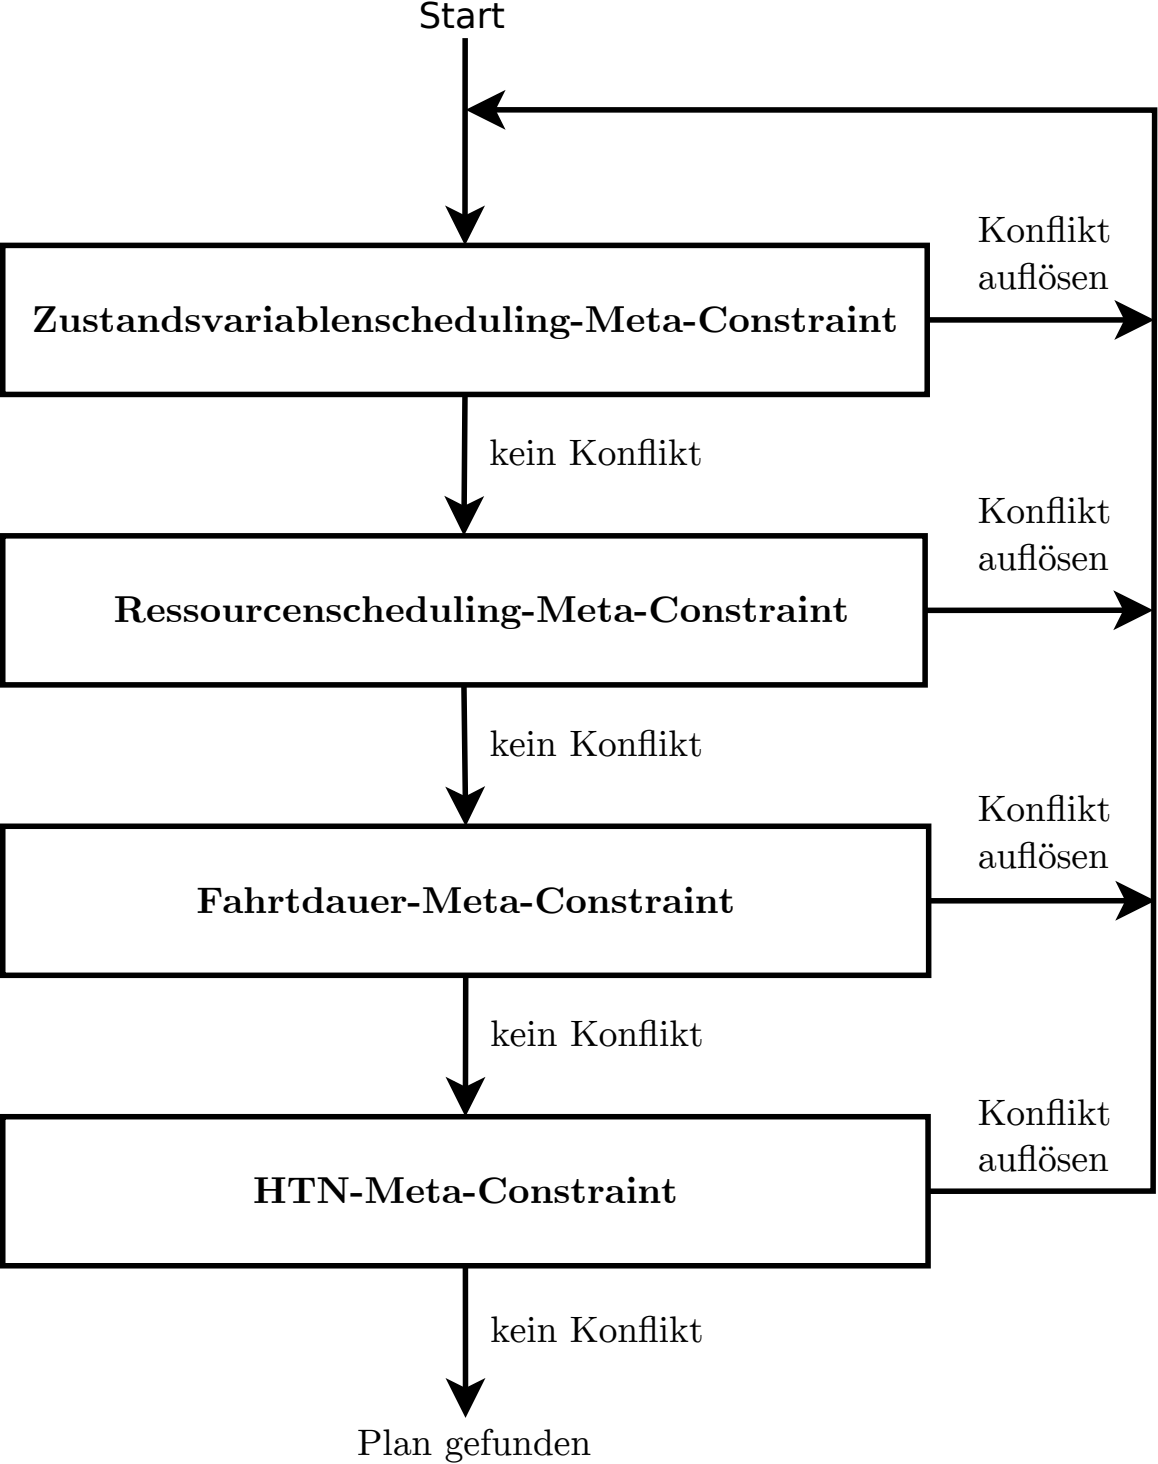 Start
Konflikt
auflösen
Zustandsvariablenscheduling-Meta-Constraint
kein Konflikt
Konflikt
auflösen
Ressourcenscheduling-Meta-Constraint
kein Konflikt
Konflikt
auflösen
Fahrtdauer-Meta-Constraint
kein Konflikt
Konflikt
auflösen
HTN-Meta-Constraint
kein Konflikt
Plan gefunden